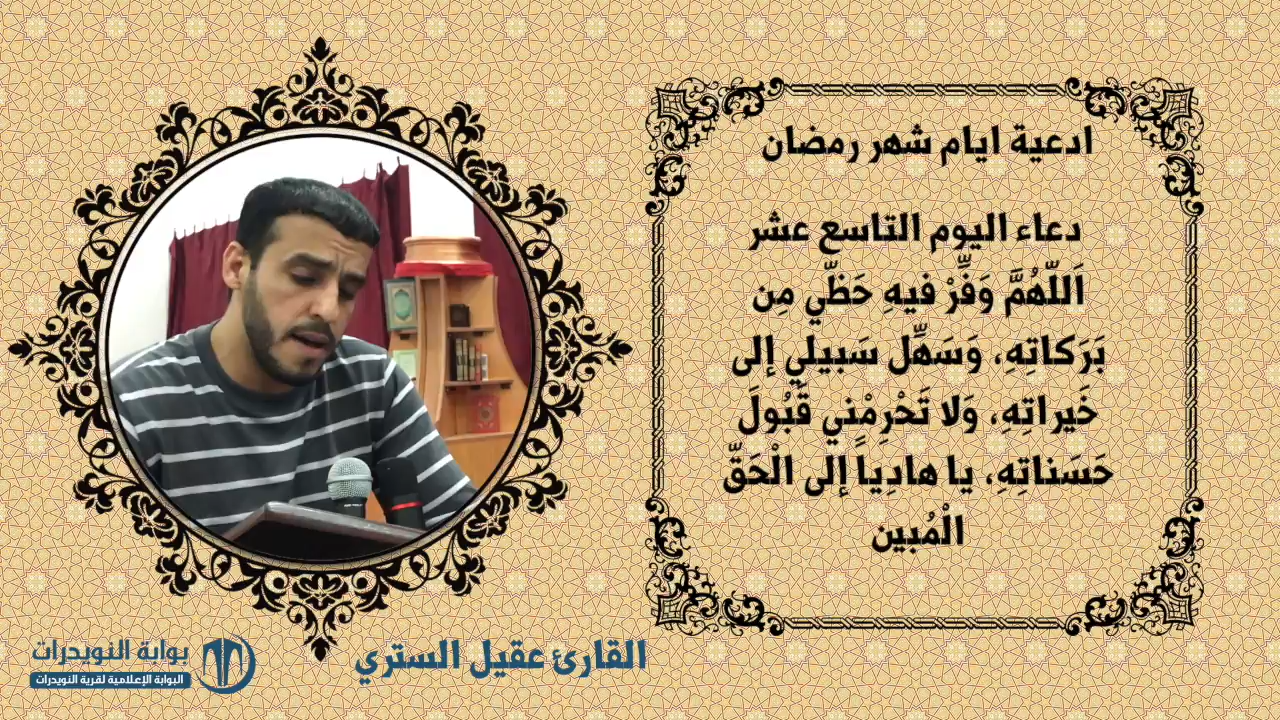 ادعية ايام شهر رمضان
دعاء اليوم التاسع عشر
اَللّهُمَّ وَفِّرْ فيهِ حَظّي مِن
بَرَكاتِهِ، وَسَهِّل سَبيلي إلى
خَيراتِهِ، وَلا تَحْرِمْني قَبُولَ
حَسَناتِهِ، يا هادِياً إلى الْحَقّ
الْمُبين
القارئ عقيل الستري
بوابة النويدرات
البوابة الإعلامية لقرية النويدرات